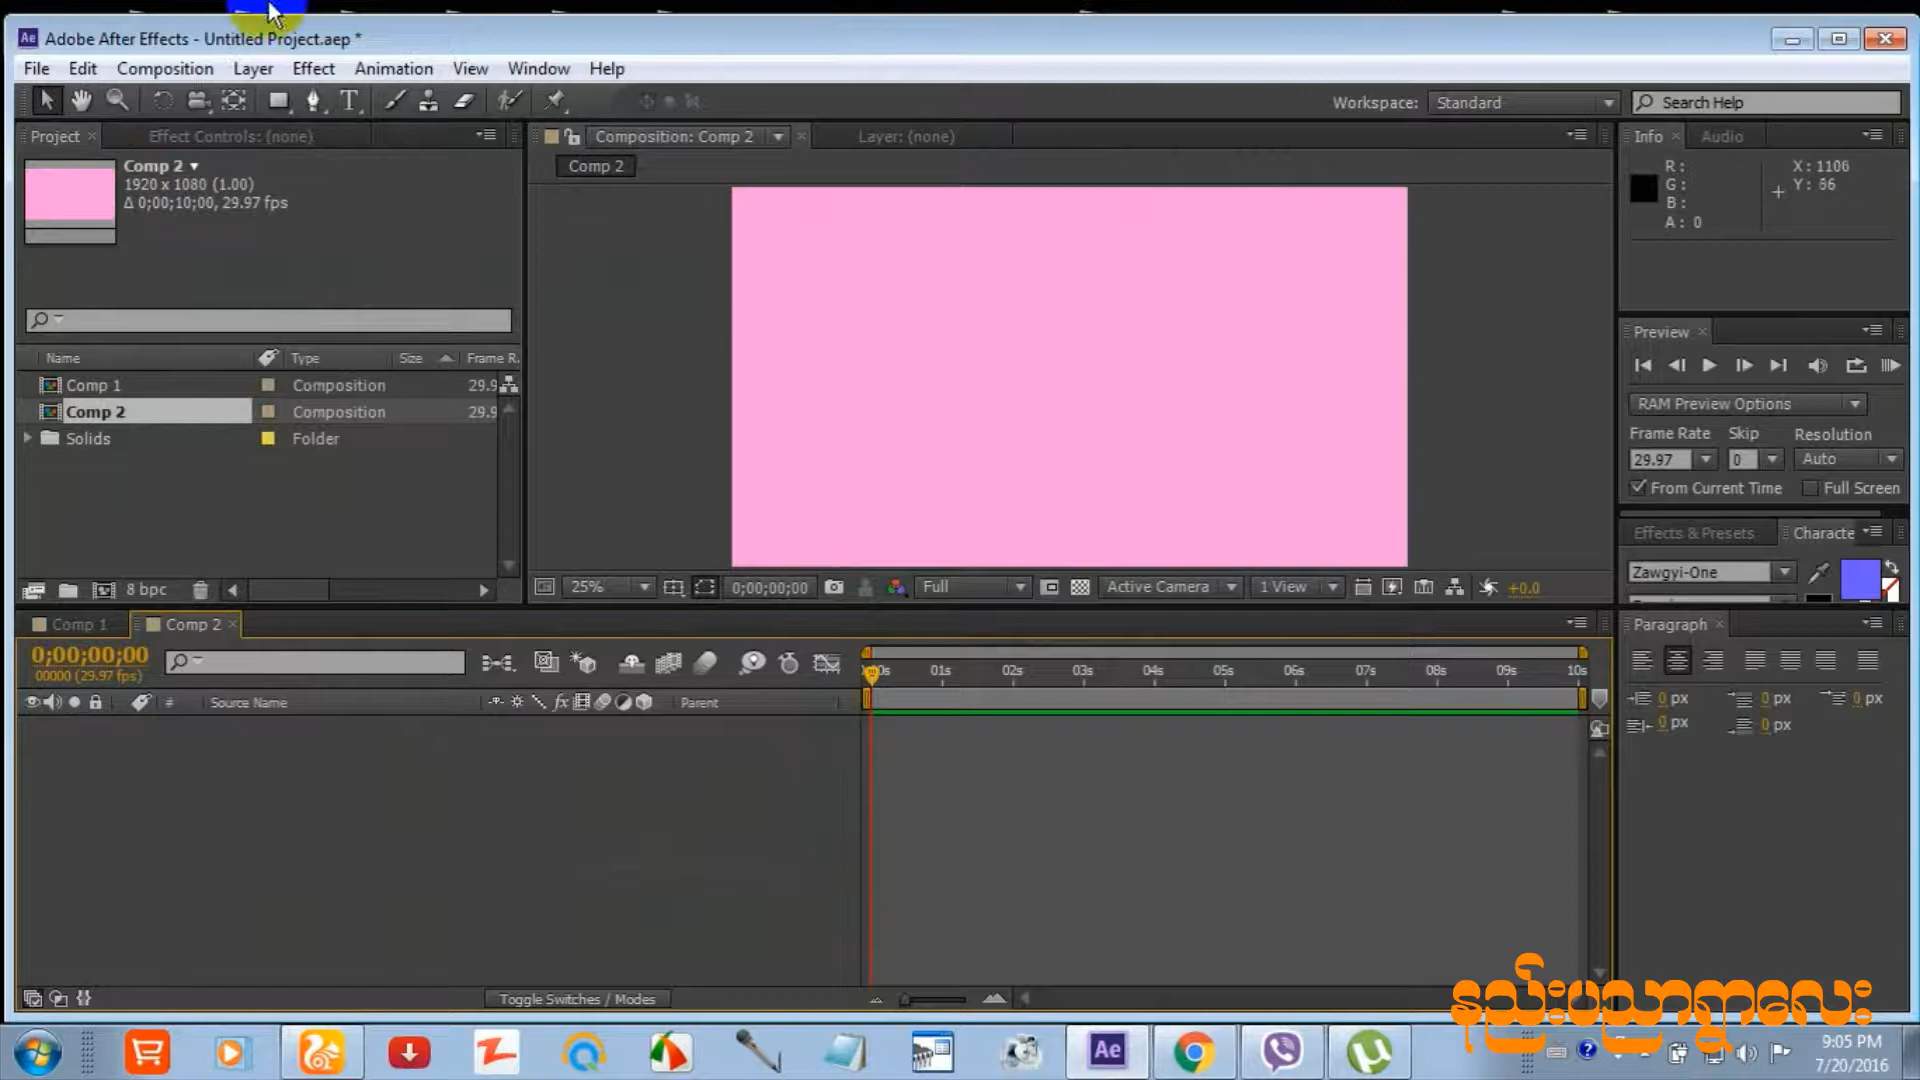 Adobe After Effects - Untitled Project.aep *
File Edit Composition Layer Effect Animation View Window Help
Workspace: Standard Search Help
Project Effect Controls: (none)
Comp 2
1920 x 1080 (1.00)
Δ 0;00;10;00, 29.97 fps
Name Type Size Frame R.
Comp 1 Composition 29.9
Comp 2 Composition 29.9
Solids Folder
8 bpc
Composition: Comp 2 Layer: (none)
Comp 2
25% 0;00;00;00 Full Active Camera 1 View +0.0
Info Audio
R: X: 1106
G: Y: 86
B:
A: 0
Preview
RAM Preview Options
Frame Rate Skip Resolution
29.97 0 Auto
From Current Time Full Screen
Effects & Presets Characte
Zawgyi-One
Comp 1 Comp 2
0;00;00;00
00000 (29.97 fps)
# Source Name fx Parent
01s 02s 03s 04s 05s 06s 07s 08s 09s 10s
Toggle Switches / Modes
Paragraph
0 px 0 px 0 px
0 px 0 px
နည်းပညာရွာလေး
Ae
9:05 PM
7/20/2016